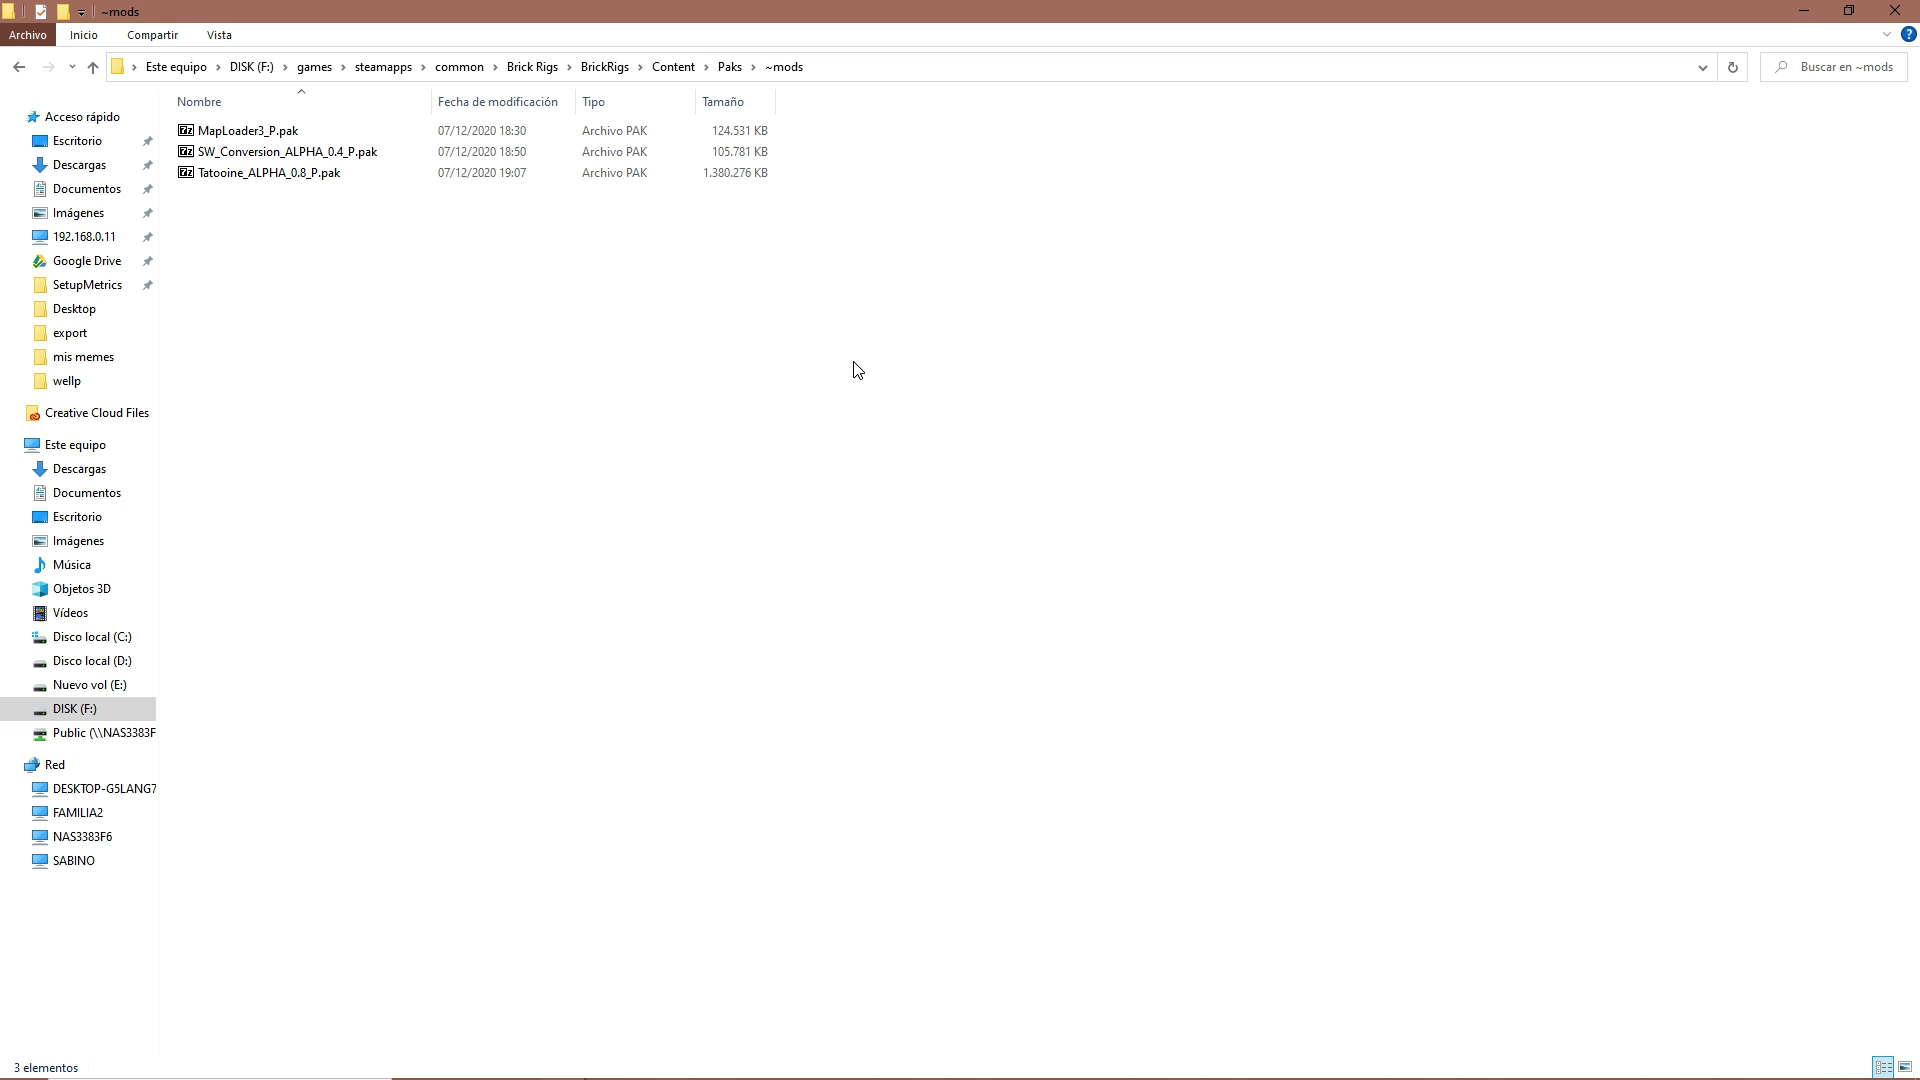 ~mods
Archivo Inicio Compartir Vista
Este equipo DISK (F:) games steamapps common Brick Rigs BrickRigs Content Paks ~mods
Buscar en ~mods
Nombre Fecha de modificación Tipo Tamaño
MapLoader3_P.pak 07/12/2020 18:30 Archivo PAK 124.531 KB
SW_Conversion_ALPHA_0.4_P.pak 07/12/2020 18:50 Archivo PAK 105.781 KB
Tatooine_ALPHA_0.8_P.pak 07/12/2020 19:07 Archivo PAK 1.380.276 KB
Acceso rápido
Escritorio
Descargas
Documentos
Imágenes
192.168.0.11
Google Drive
SetupMetrics
Desktop
export
mis memes
wellp
Creative Cloud Files
Este equipo
Descargas
Documentos
Escritorio
Imágenes
Música
Objetos 3D
Vídeos
Disco local (C:)
Disco local (D:)
Nuevo vol (E:)
DISK (F:)
Public (\\NAS3383F
Red
DESKTOP-G5LANG7
FAMILIA2
NAS3383F6
SABINO
3 elementos